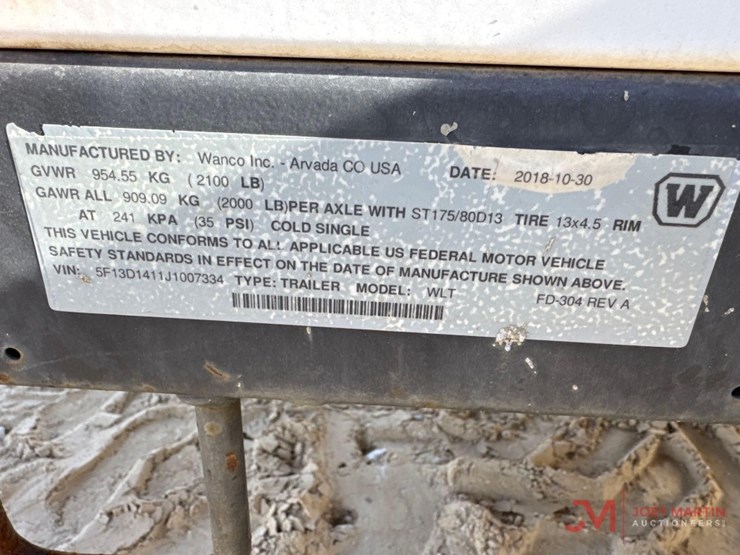 MANUFACTURED BY: Wanco Inc. - Arvada CO USA DATE: 2018-10-30
GVWR 954.55 KG (2100 LB)
GAWR ALL 909.09 KG (2000 LB)PER AXLE WITH ST175/80D13 TIRE 13x4.5 RIM
AT 241 KPA (35 PSI) COLD SINGLE
THIS VEHICLE CONFORMS TO ALL APPLICABLE US FEDERAL MOTOR VEHICLE
SAFETY STANDARDS IN EFFECT ON THE DATE OF MANUFACTURE SHOWN ABOVE.
VIN: 5F13D1411J1007334 TYPE: TRAILER MODEL: WLT FD-304 REV A
W
JM JOEY MARTIN
AUCTIONEERS